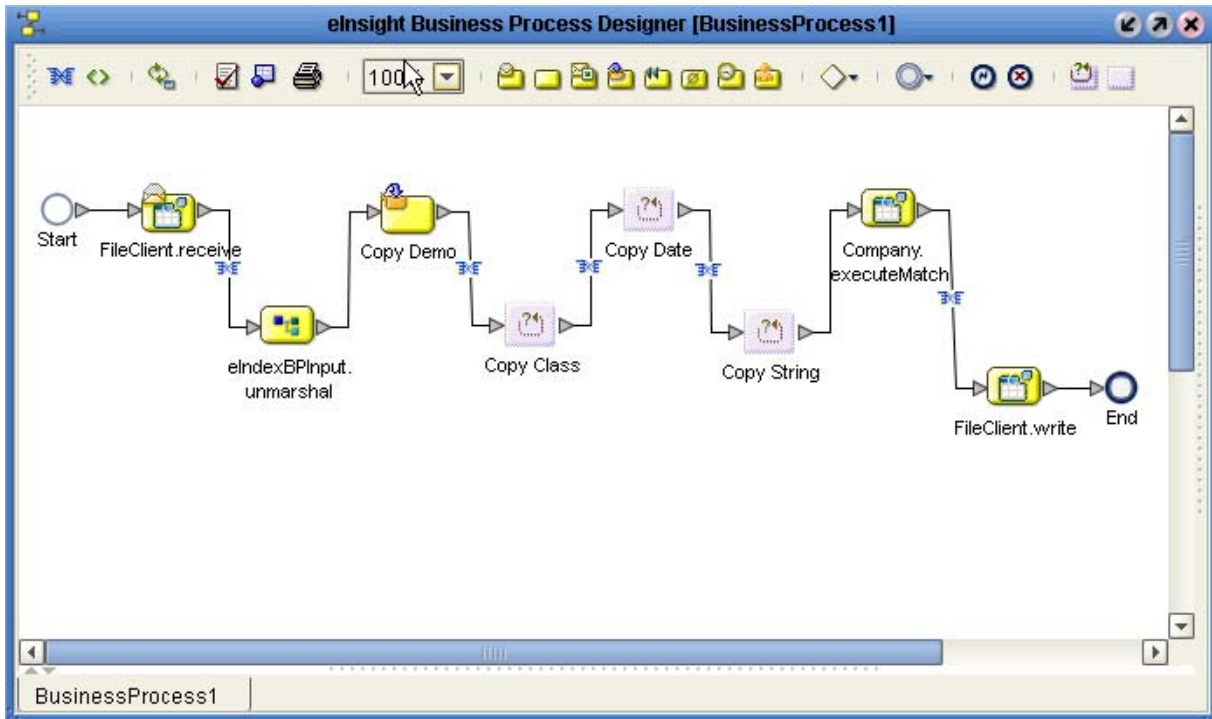 eInsight Business Process Designer [BusinessProcess1]
Start
FileClient.receive
eIndexBPInput.
unmarshal
Copy Demo
Copy Class
Copy Date
Copy String
Company.
executeMatch
FileClient.write
End
BusinessProcess1